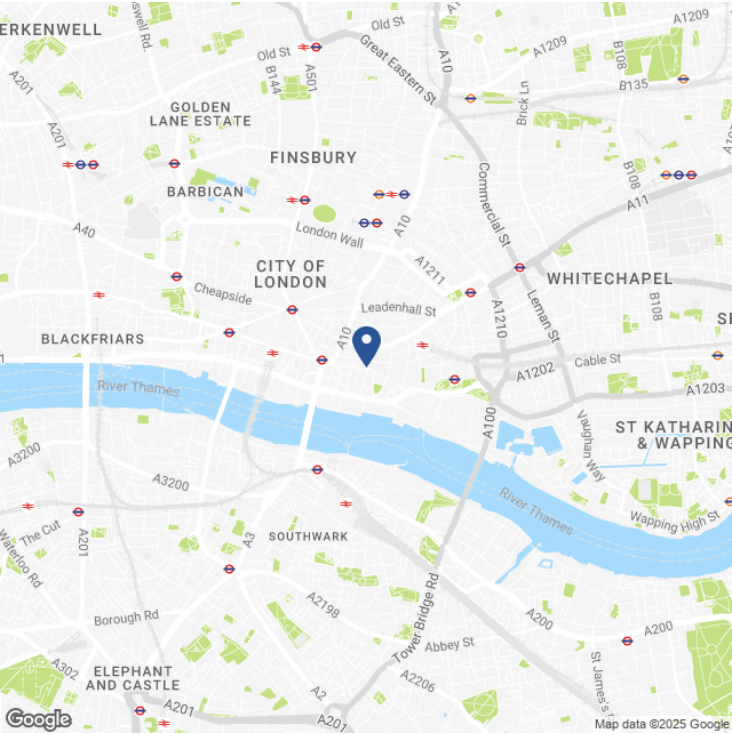 Old St
A1209
ERKENWELL
oswell Rd.
A10
Great Eastern St
A1209
B108
Old St
A501
B144
A201
B135
Brick Ln
GOLDEN
LANE ESTATE
A201
FINSBURY
B108
BARBICAN
Commercial St
A11
A40
London Wall
A10
A1211
CITY OF
LONDON
WHITECHAPEL
Cheapside
Leadenhall St
Leman St
A1210
B108
BLACKFRIARS
A10
Cable St
A1202
A1203
River Thames
A100
Vaughan Way
ST KATHARIN
& WAPPING
A3200
A3200
River Thames
Wapping High St
The Cut
A201
A3
SOUTHWARK
Waterloo Rd
A2198
Tower Bridge Rd
A200
A200
Borough Rd
Abbey St
A302
ELEPHANT
AND CASTLE
A2
A2206
St James's
A201
A201
Google
Map data ©2025 Google